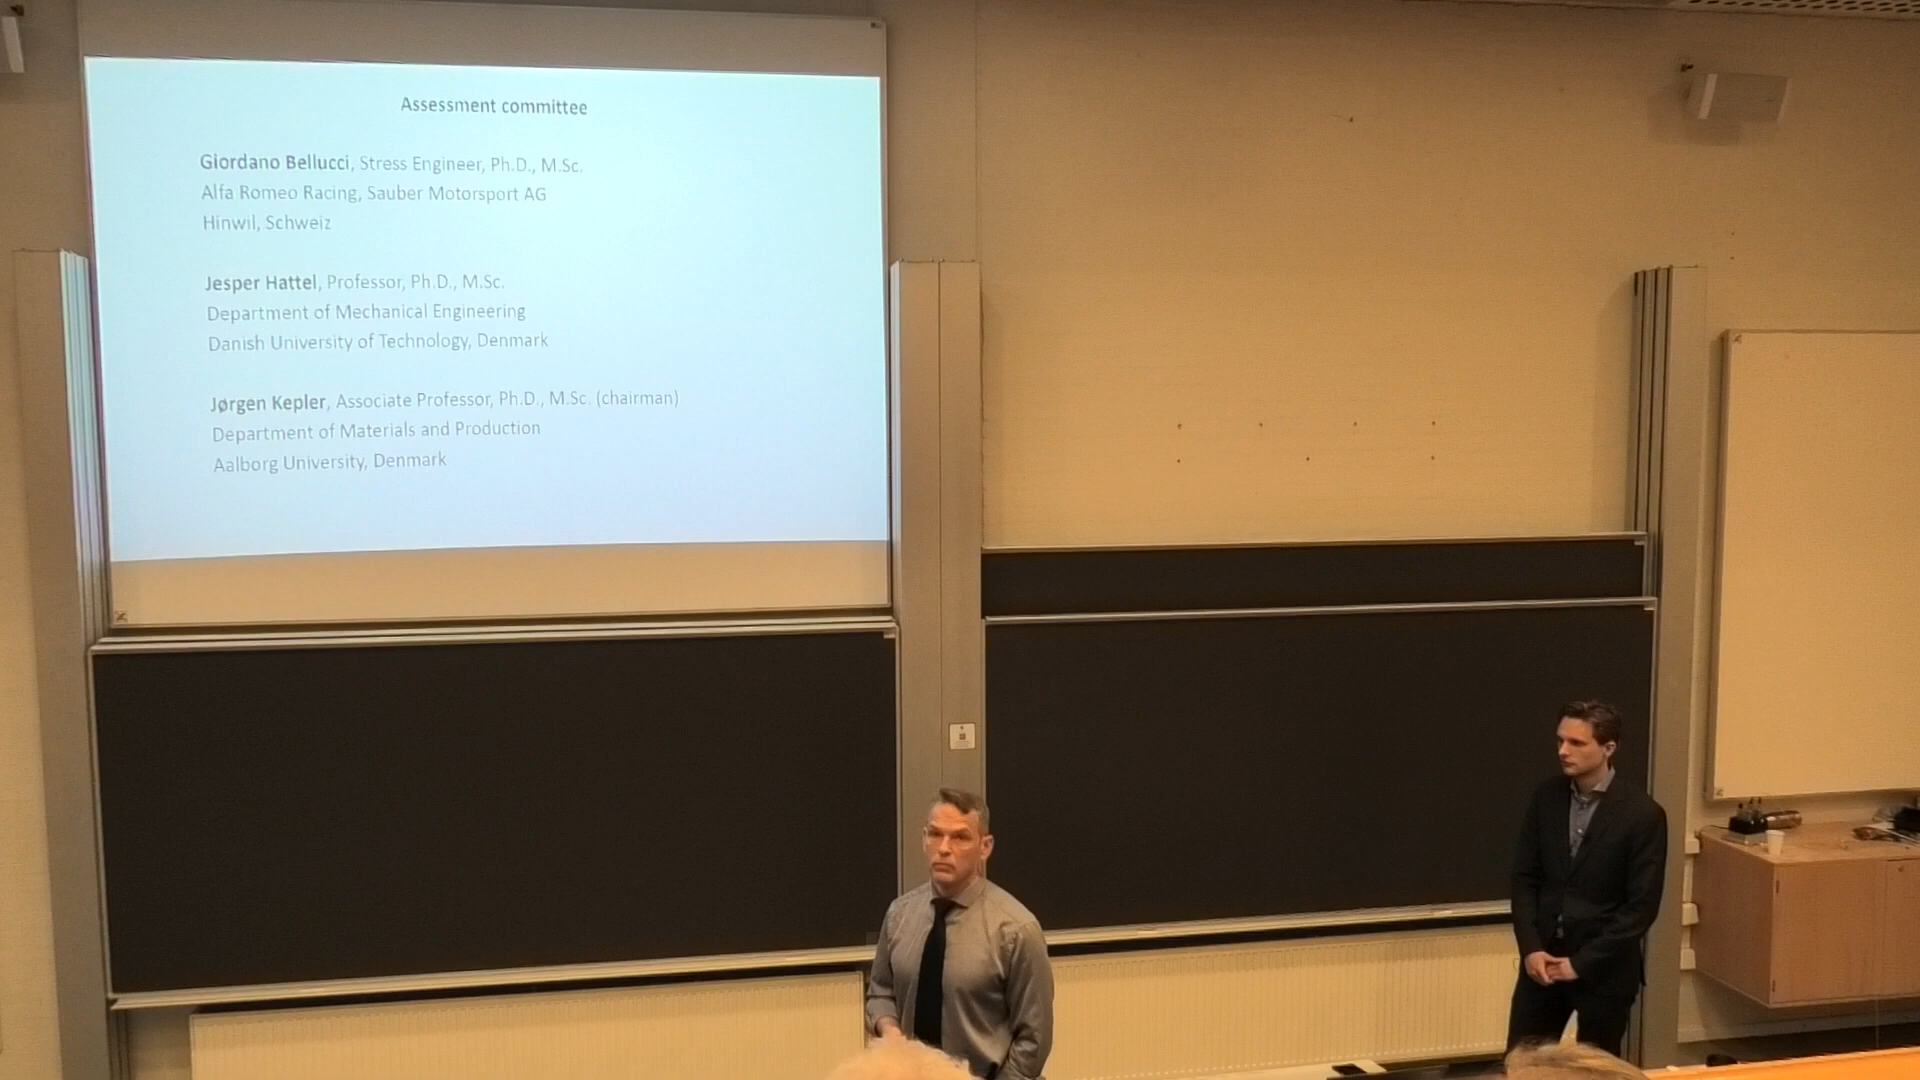 Assessment committee
Giordano Bellucci, Stress Engineer, Ph.D., M.Sc.
Alfa Romeo Racing, Sauber Motorsport AG
Hinwil, Schweiz
Jesper Hattel, Professor, Ph.D., M.Sc.
Department of Mechanical Engineering
Danish University of Technology, Denmark
Jørgen Kepler, Associate Professor, Ph.D., M.Sc. (chairman)
Department of Materials and Production
Aalborg University, Denmark